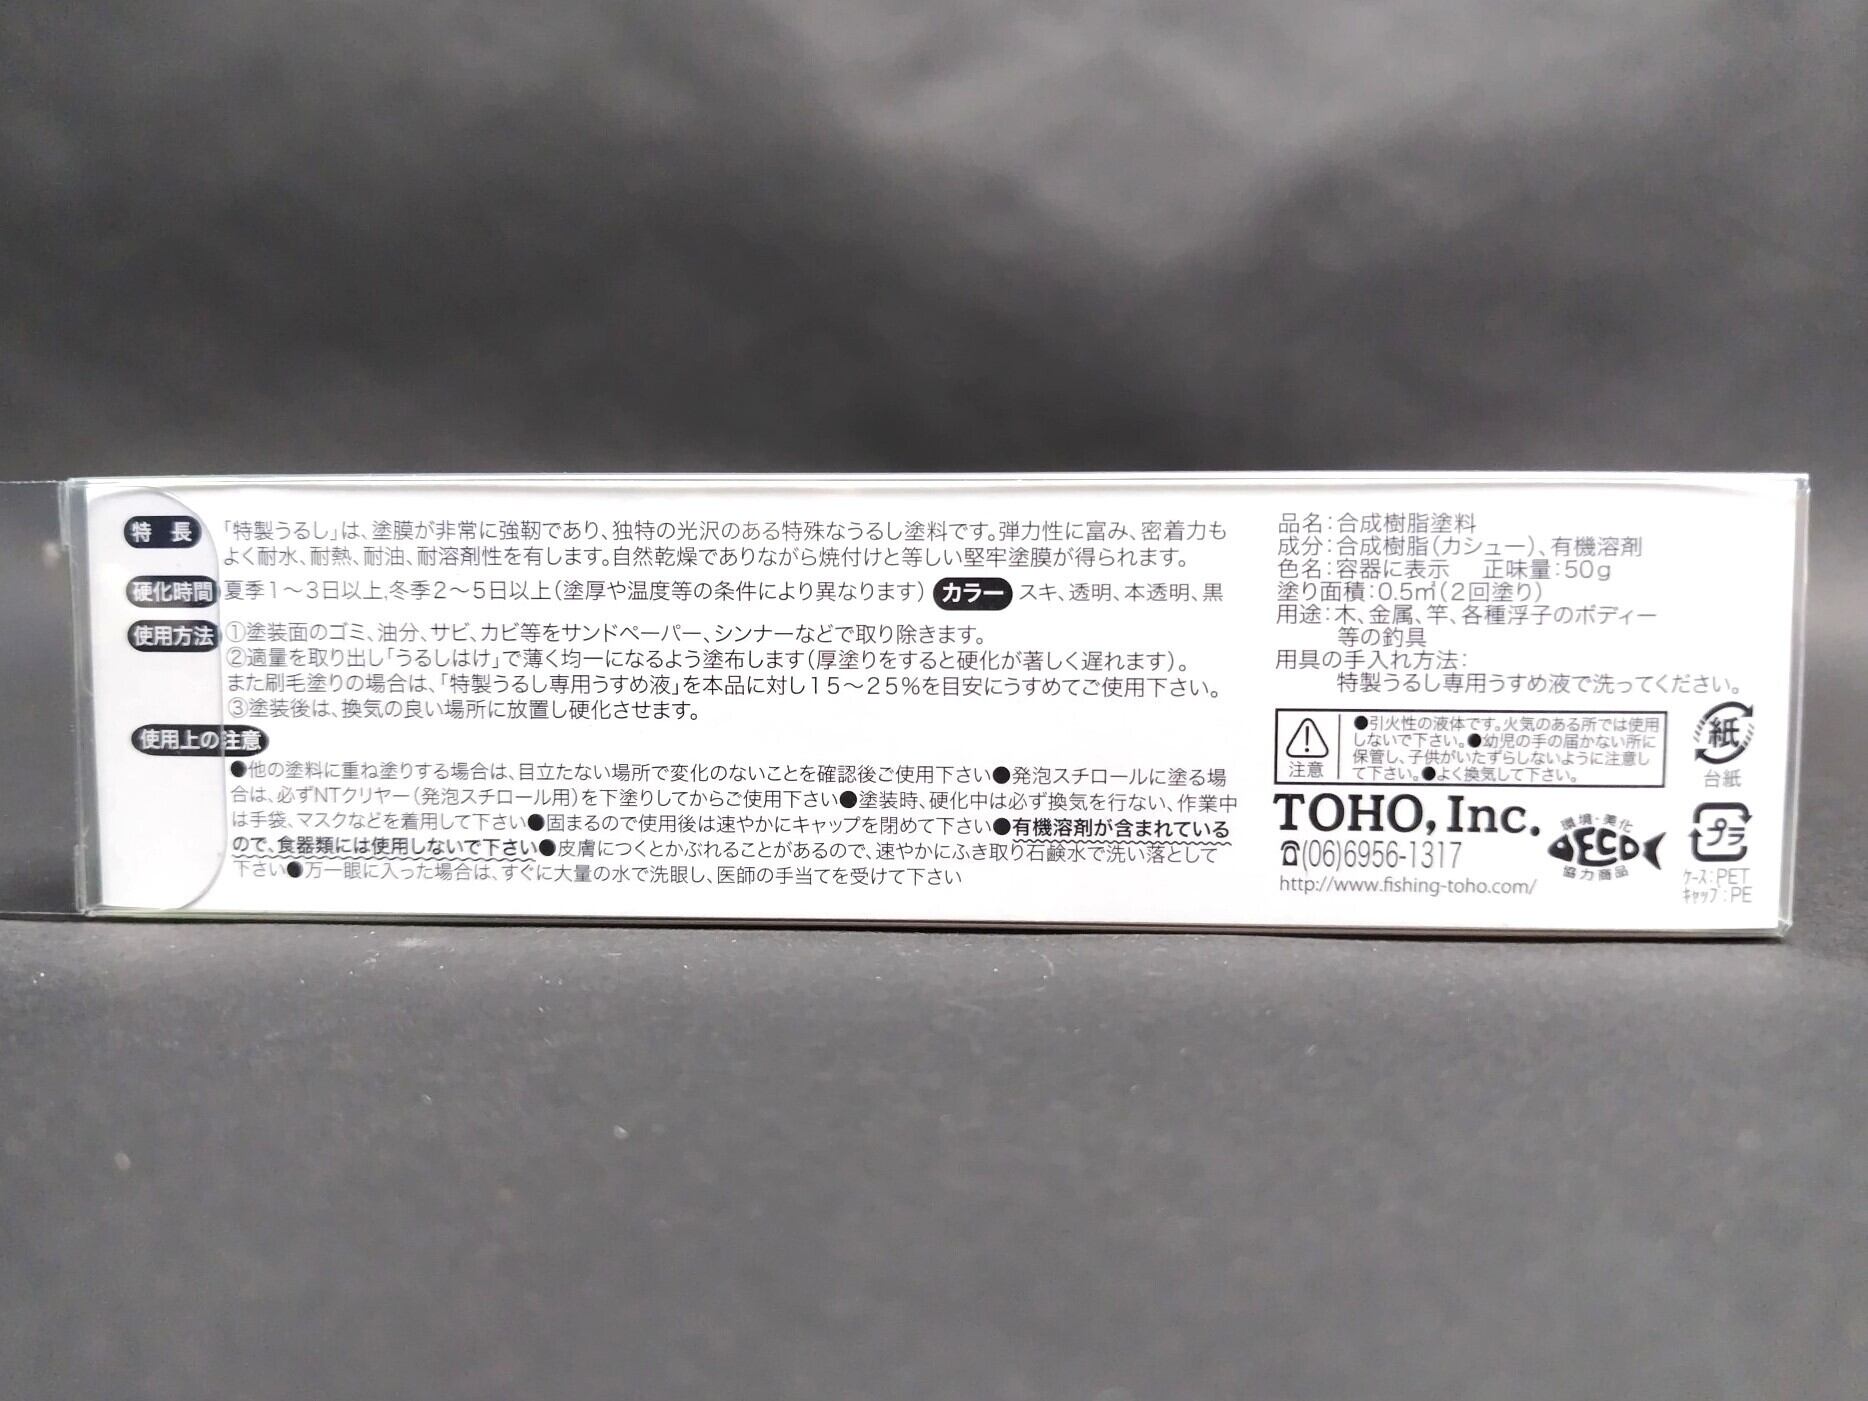 特 長 「特製うるし」は、塗膜が非常に強靭であり、独特の光沢のある特殊なうるし塗料です。弾力性に富み、密着力も
よく耐水、耐熱、耐油、耐溶剤性を有します。自然乾燥でありながら焼付けと等しい堅牢塗膜が得られます。
硬化時間 夏季1〜3日以上,冬季2〜5日以上(塗厚や温度等の条件により異なります) カラー スキ、透明、本透明、黒
使用方法 ①塗装面のゴミ、油分、サビ、カビ等をサンドペーパー、シンナーなどで取り除きます。
②適量を取り出し「うるしはけ」で薄く均一になるよう塗布します(厚塗りをすると硬化が著しく遅れます)。
また刷毛塗りの場合は、「特製うるし専用うすめ液」を本品に対し15〜25%を目安にうすめてご使用下さい。
③塗装後は、換気の良い場所に放置し硬化させます。
使用上の注意
●他の塗料に重ね塗りする場合は、目立たない場所で変化のないことを確認後ご使用下さい●発泡スチロールに塗る場
合は、必ずNTクリヤー(発泡スチロール用)を下塗りしてからご使用下さい●塗装時、硬化中は必ず換気を行ない、作業中
は手袋、マスクなどを着用して下さい●固まるので使用後は速やかにキャップを閉めて下さい●有機溶剤が含まれている
ので、食器類には使用しないで下さい●皮膚につくとかぶれることがあるので、速やかにふき取り石鹸水で洗い落として
下さい●万一眼に入った場合は、すぐに大量の水で洗眼し、医師の手当てを受けて下さい
品名:合成樹脂塗料
成分:合成樹脂(カシュー)、有機溶剤
色名:容器に表示 正味量:50g
塗り面積:0.5㎡(2回塗り)
用途:木、金属、竿、各種浮子のボディー
等の釣具
用具の手入れ方法:
特製うるし専用うすめ液で洗ってください。
注意
●引火性の液体です。火気のある所では使用
しないで下さい。●幼児の手の届かない所に
保管し、子供がいたずらしないように注意し
て下さい。●よく換気して下さい。
紙
台紙
TOHO, Inc.
☎(06)6956-1317
http://www.fishing-toho.com/
環境・美化
ECO
協力商品
プラ
ケース:PET
キャップ:PE